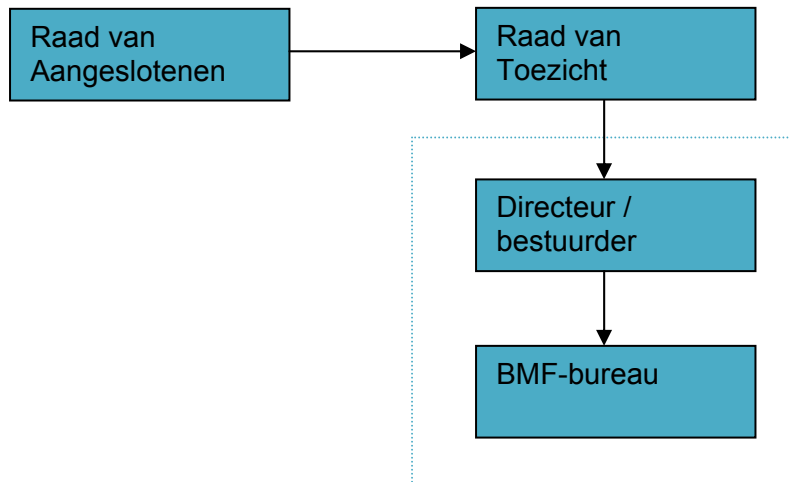 Raad van
Aangeslotenen
Raad van
Toezicht
Directeur /
bestuurder
BMF-bureau